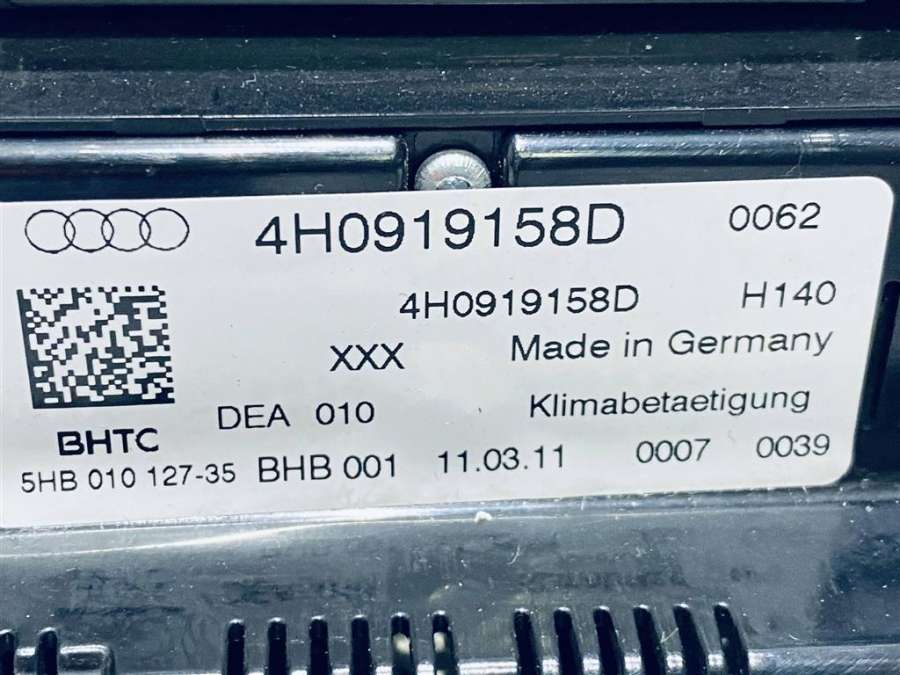 4H0919158D 0062
4H0919158D H140
XXX Made in Germany
DEA 010 Klimabetaetigung
BHTC
5HB 010 127-35 BHB 001 11.03.11 0007 0039